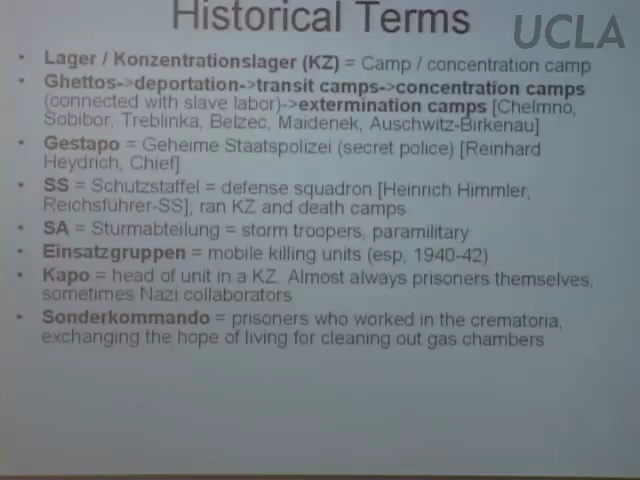 Historical Terms
UCLA
• Lager / Konzentrationslager (KZ) = Camp / concentration camp
• Ghettos->deportation->transit camps->concentration camps
(connected with slave labor)->extermination camps [Chelmno,
Sobibor, Treblinka, Belzec, Maidenek, Auschwitz-Birkenau]
• Gestapo = Geheime Staatspolizei (secret police) [Reinhard
Heydrich, Chief]
• SS = Schutzstaffel = defense squadron [Heinrich Himmler,
Reichsführer-SS], ran KZ and death camps
• SA = Sturmabteilung = storm troopers, paramilitary
• Einsatzgruppen = mobile killing units (esp, 1940-42)
• Kapo = head of unit in a KZ. Almost always prisoners themselves,
sometimes Nazi collaborators
• Sonderkommando = prisoners who worked in the crematoria,
exchanging the hope of living for cleaning out gas chambers